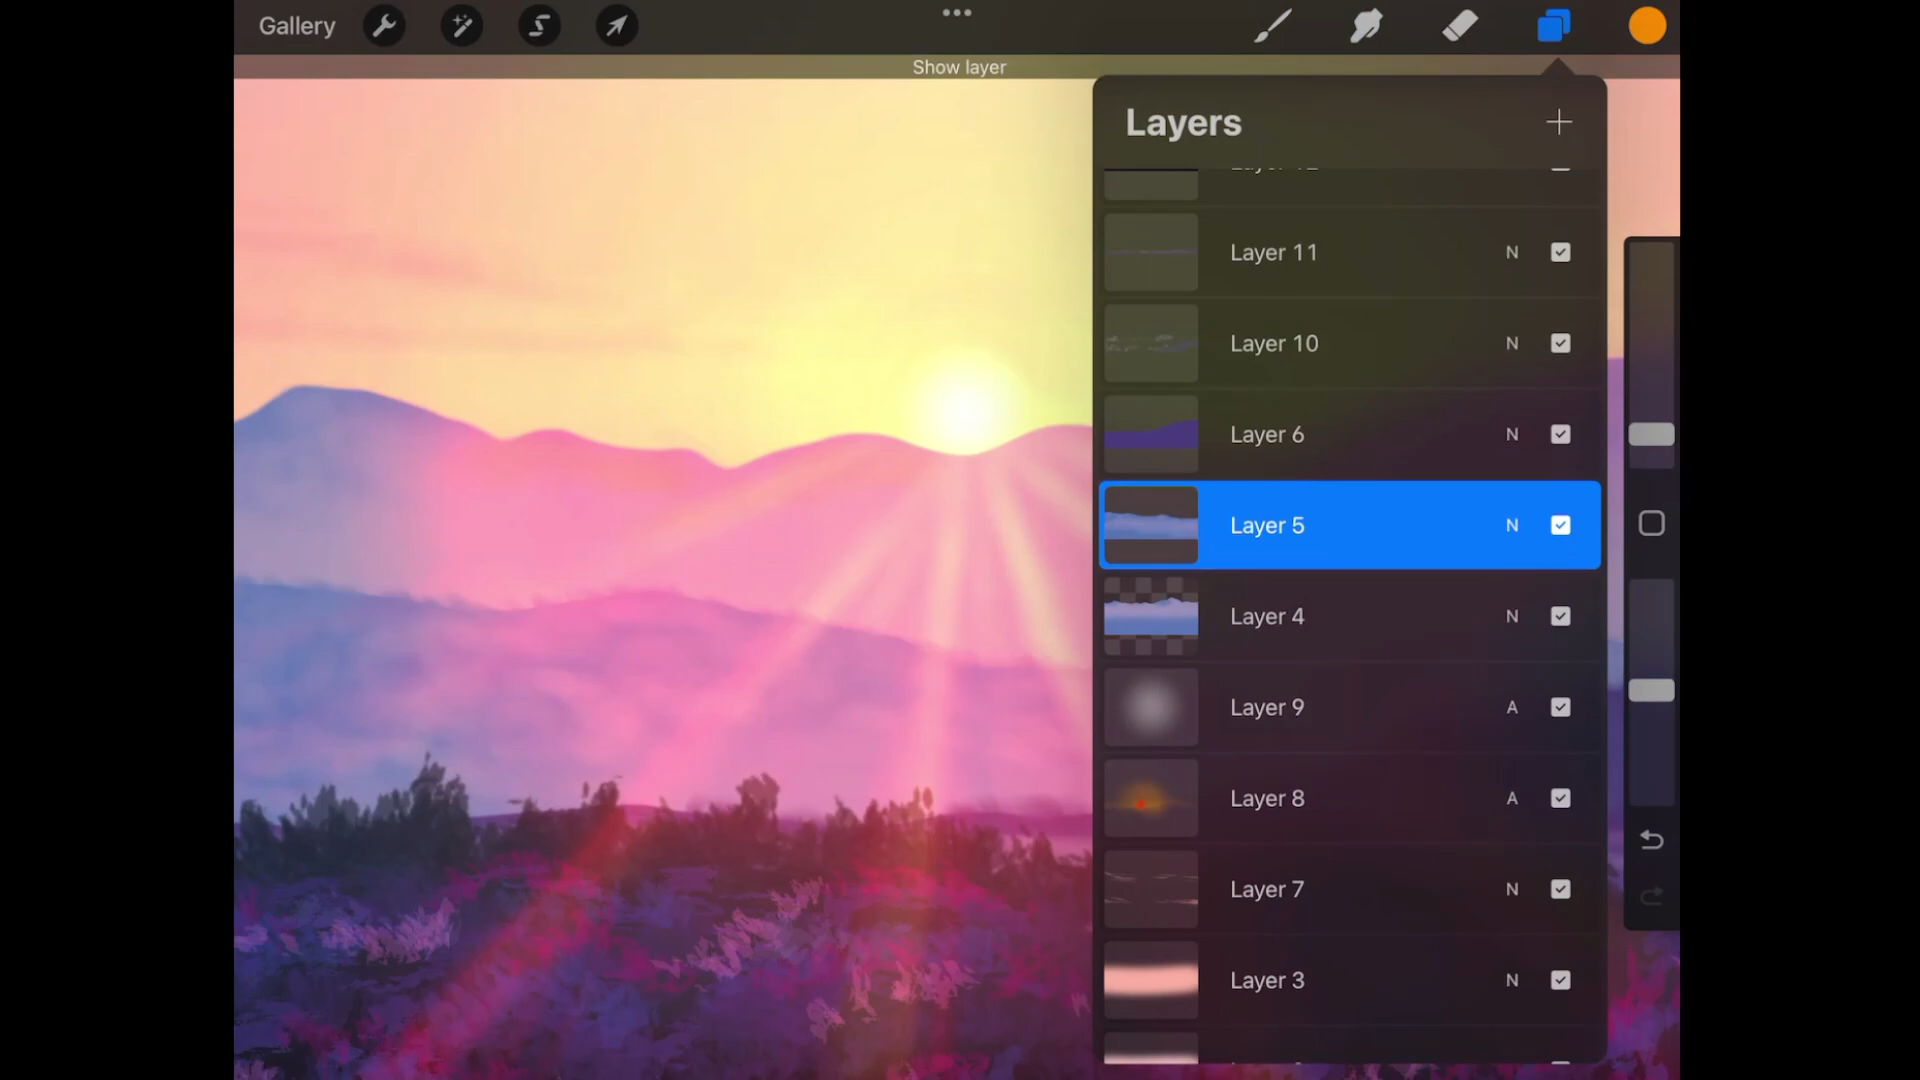 Gallery
Show layer
Layers
Layer 11 N
Layer 10 N
Layer 6 N
Layer 5 N
Layer 4 N
Layer 9 A
Layer 8 A
Layer 7 N
Layer 3 N